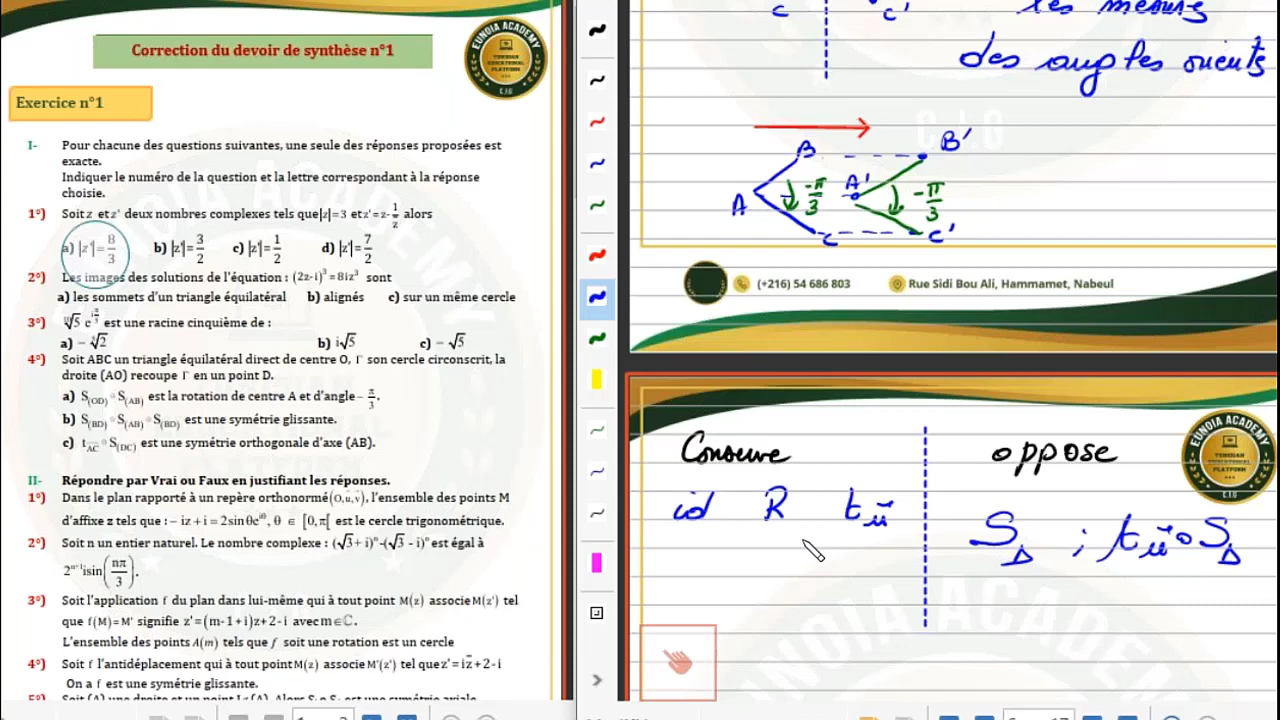 Correction du devoir de synthèse n°1
EUNOIA ACADEMY
TUNISIAN
EDUCATIONAL
PLATFORM
C./.G
Exercice n°1
I- Pour chacune des questions suivantes, une seule des réponses proposées est
exacte.
Indiquer le numéro de la question et la lettre correspondant à la réponse
choisie.
1°) Soit z et z' deux nombres complexes tels que |z|=3 et z'=z-1/z̄ alors
a) |z'|=8/3 b) |z'|=3/2 c) |z'|=1/2 d) |z'|=7/2
2°) Les images des solutions de l'équation : (2z-i)³=8iz³ sont
a) les sommets d'un triangle équilatéral b) alignés c) sur un même cercle
3°) est une racine cinquième de :
b) i√5 c) -√5
4°) Soit ABC un triangle équilatéral direct de centre O, Γ son cercle circonscrit, la
droite (AO) recoupe Γ en un point D.
a) S(OD)∘S(AB) est la rotation de centre A et d'angle -π/3.
b) S(BD)∘S(AB)∘S(BD) est une symétrie glissante.
c) t AC∘S(DC) est une symétrie orthogonale d'axe (AB).
II- Répondre par Vrai ou Faux en justifiant les réponses.
1°) Dans le plan rapporté à un repère orthonormé (O,u,v), l'ensemble des points M
d'affixe z tels que : -iz+i=2sinθe^iθ, θ ∈ [0,π[ est le cercle trigonométrique.
2°) Soit n un entier naturel. Le nombre complexe : (√3+i)ⁿ-(√3-i)ⁿ est égal à
2ⁿ⁺¹isin(nπ/3).
3°) Soit l'application f du plan dans lui-même qui à tout point M(z) associe M(z') tel
que f(M)=M' signifie z'=(m-1+i)z+2-i avec m∈ℂ.
L'ensemble des points A(m) tels que f soit une rotation est un cercle
4°) Soit f l'antidéplacement qui à tout point M(z) associe M'(z') tel que z'=iz̄+2-i
On a f est une symétrie glissante.
c c' les mesures
des angles orientés
B B'
A -π/3 A' -π/3
c c'
(+216) 54 686 803 Rue Sidi Bou Ali, Hammamet, Nabeul
EUNOIA ACADEMY
TUNISIAN
EDUCATIONAL
PLATFORM
C./.G
Conserve oppose
id R t u⃗ S Δ ; t u⃗∘S Δ